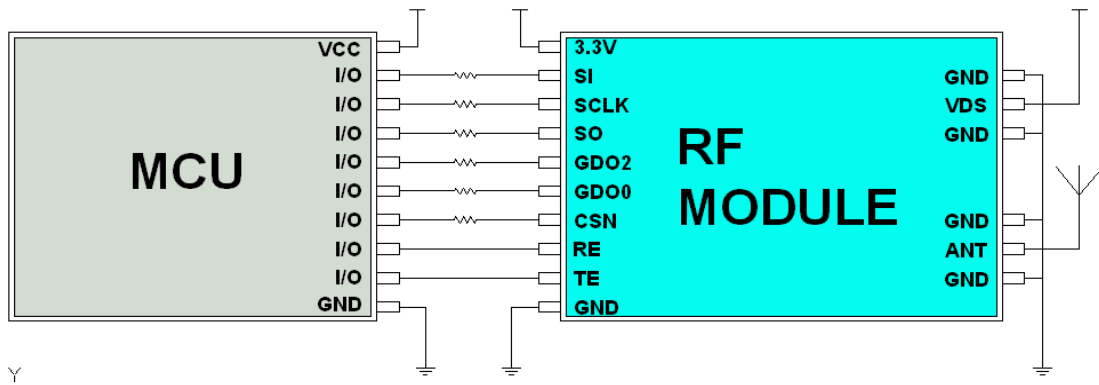 MCU
VCC
I/O
I/O
I/O
I/O
I/O
I/O
I/O
I/O
GND
RF
MODULE
3.3V
SI
SCLK
SO
GDO2
GDO0
CSN
RE
TE
GND
GND
VDS
GND
GND
ANT
GND